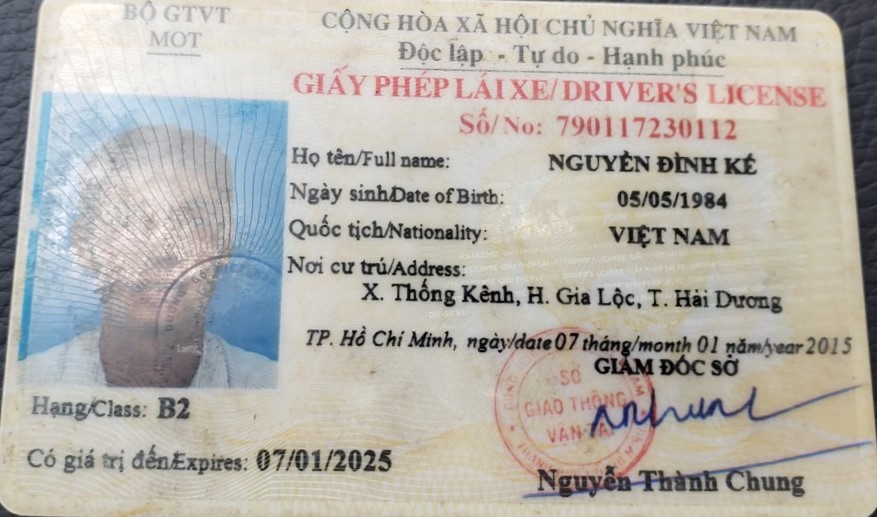 BỘ GTVT
MOT
CỘNG HÒA XÃ HỘI CHỦ NGHĨA VIỆT NAM
Độc lập - Tự do - Hạnh phúc
GIẤY PHÉP LÁI XE/ DRIVER'S LICENSE
Số/No: 790117230112
Họ tên/Full name: NGUYỄN ĐÌNH KẾ
Ngày sinh/Date of Birth: 05/05/1984
Quốc tịch/Nationality: VIỆT NAM
Nơi cư trú/Address:
X. Thống Kênh, H. Gia Lộc, T. Hải Dương
TP. Hồ Chí Minh, ngày/date 07 tháng/month 01 năm/year 2015
GIÁM ĐỐC SỞ
SỞ
GIAO THÔNG
VẬN TẢI
Nguyễn Thành Chung
Hạng/Class: B2
Có giá trị đến/Expires: 07/01/2025